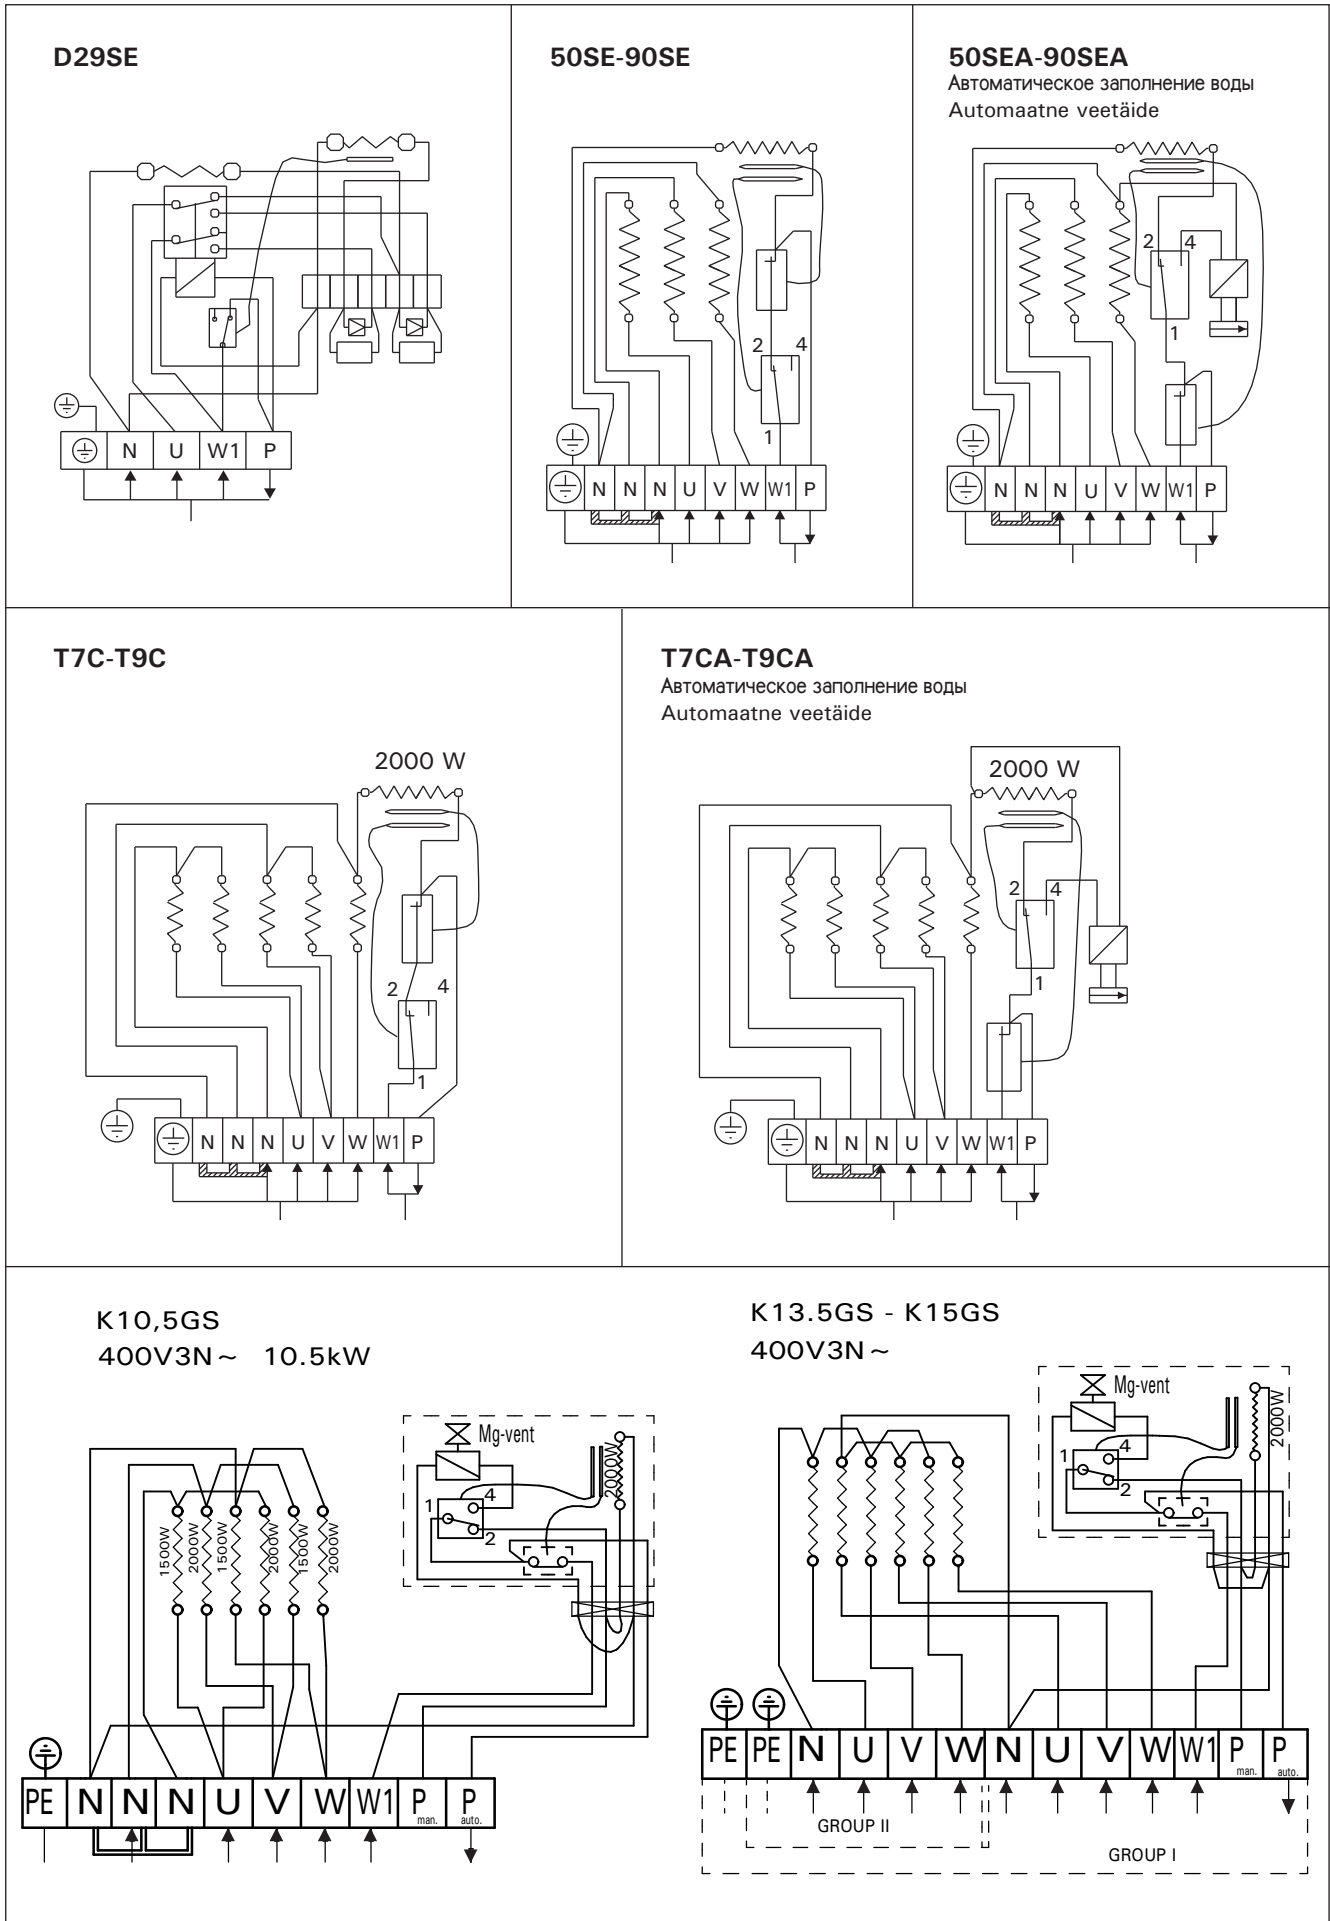 D29SE
N U W1 P
50SE-90SE
2 4
1
N N N U V W W1 P
50SEA-90SEA
Автоматическое заполнение воды
Automaatne veetäide
2 4
1
N N N U V W W1 P
T7C-T9C
2000 W
2 4
1
N N N U V W W1 P
T7CA-T9CA
Автоматическое заполнение воды
Automaatne veetäide
2000 W
2 4
1
N N N U V W W1 P
K10,5GS
400V3N~ 10.5kW
Mg-vent
2000W
1 4
2
1500W 2000W 1500W 2000W 1500W 2000W
PE N N N U V W W1 P P
man. auto.
K13.5GS - K15GS
400V3N~
Mg-vent
2000W
1 4
2
PE PE N U V W N U V W W1 P P
man. auto.
GROUP II
GROUP I